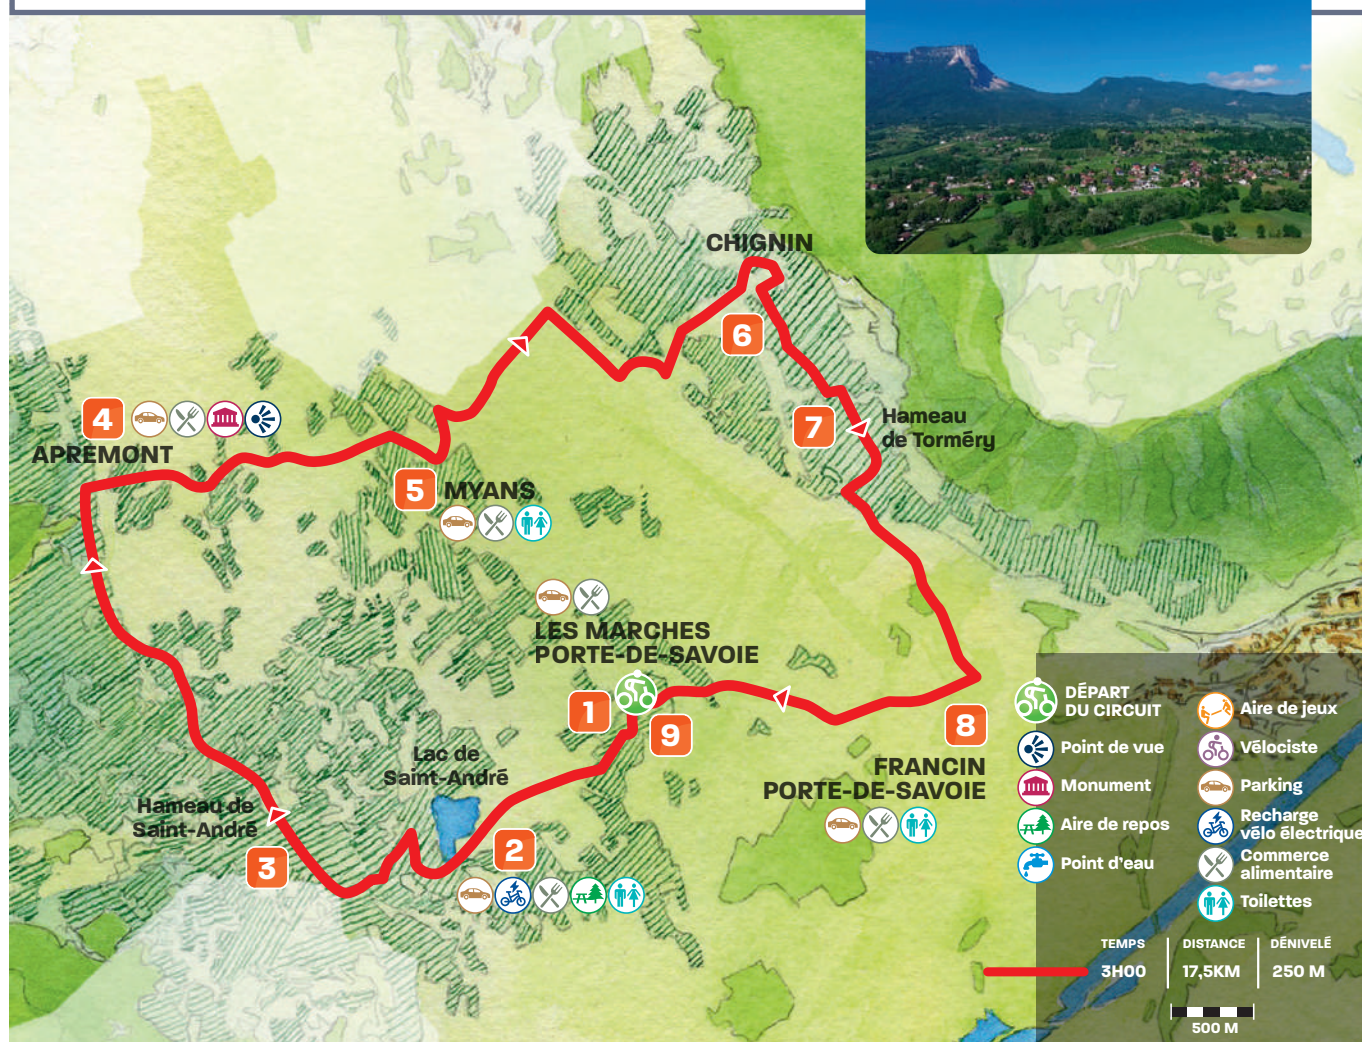 CHIGNIN
6
4
APREMONT
7
Hameau
de Torméry
5
MYANS
LES MARCHES
PORTE-DE-SAVOIE
1
9
8
FRANCIN
PORTE-DE-SAVOIE
Lac de
Saint-André
Hameau de
Saint-André
2
3
DÉPART
DU CIRCUIT
Point de vue
Monument
Aire de repos
Point d'eau
Aire de jeux
Vélociste
Parking
Recharge
vélo électrique
Commerce
alimentaire
Toilettes
TEMPS
3H00
DISTANCE
17,5KM
DÉNIVELÉ
250 M
500 M